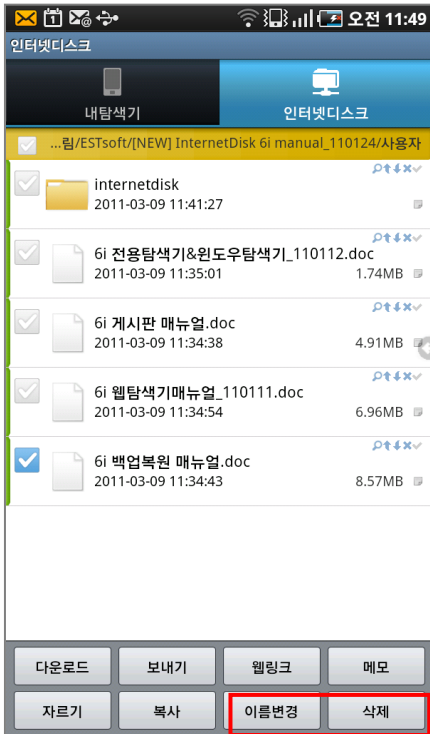 오전 11:49
인터넷디스크
내탐색기
인터넷디스크
...림/ESTsoft/[NEW] InternetDisk 6i manual_110124/사용자
internetdisk
2011-03-09 11:41:27
6i 전용탐색기&윈도우탐색기_110112.doc
2011-03-09 11:35:01 1.74MB
6i 게시판 매뉴얼.doc
2011-03-09 11:34:38 4.91MB
6i 웹탐색기매뉴얼_110111.doc
2011-03-09 11:34:54 6.96MB
6i 백업복원 매뉴얼.doc
2011-03-09 11:34:43 8.57MB
다운로드 보내기 웹링크 메모
자르기 복사 이름변경 삭제